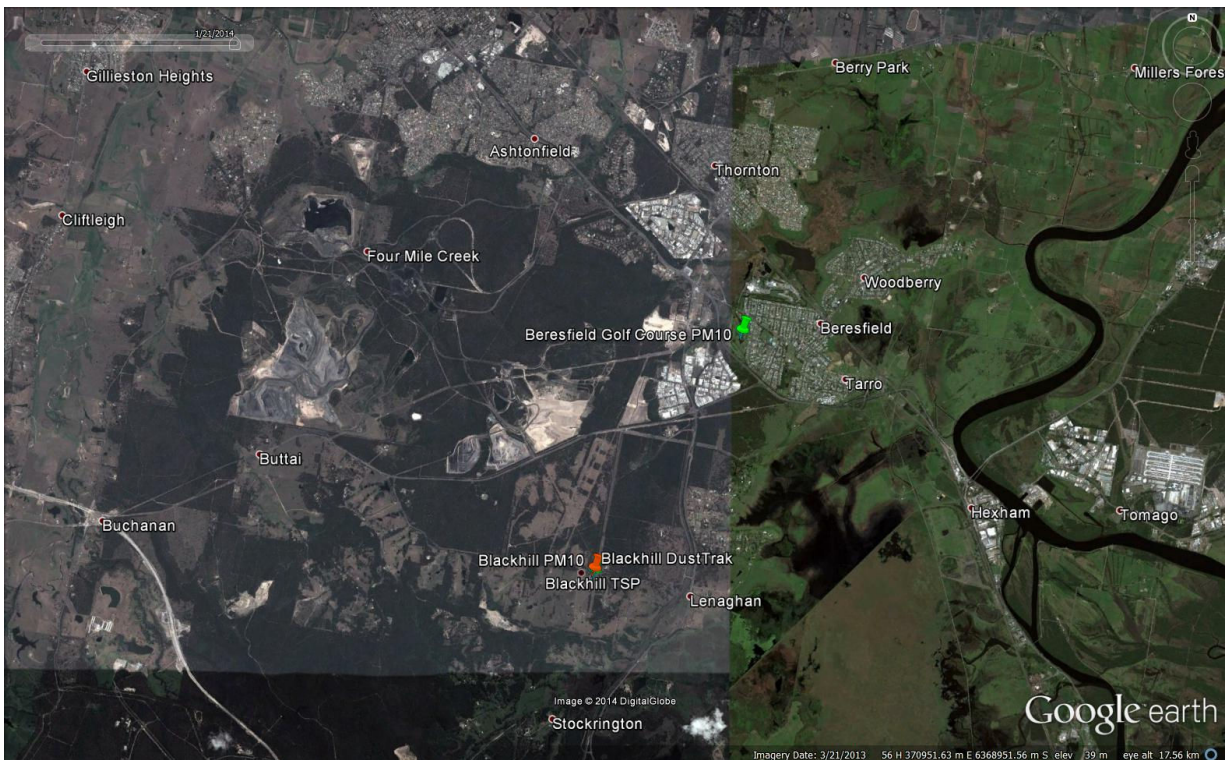 1/21/2014
N
Gillieston Heights
Berry Park
Millers Fores
Ashtonfield
Thornton
Cliftleigh
Four Mile Creek
Woodberry
Beresfield Golf Course PM10
Beresfield
Tarro
Buttai
Buchanan
Hexham
Tomago
Blackhill PM10
Blackhill DustTrak
Blackhill TSP
Lenaghan
Image © 2014 DigitalGlobe
Stockrington
Google earth
Imagery Date: 3/21/2013 56 H 370951.63 m E 6368951.56 m S elev 39 m eye alt 17.56 km